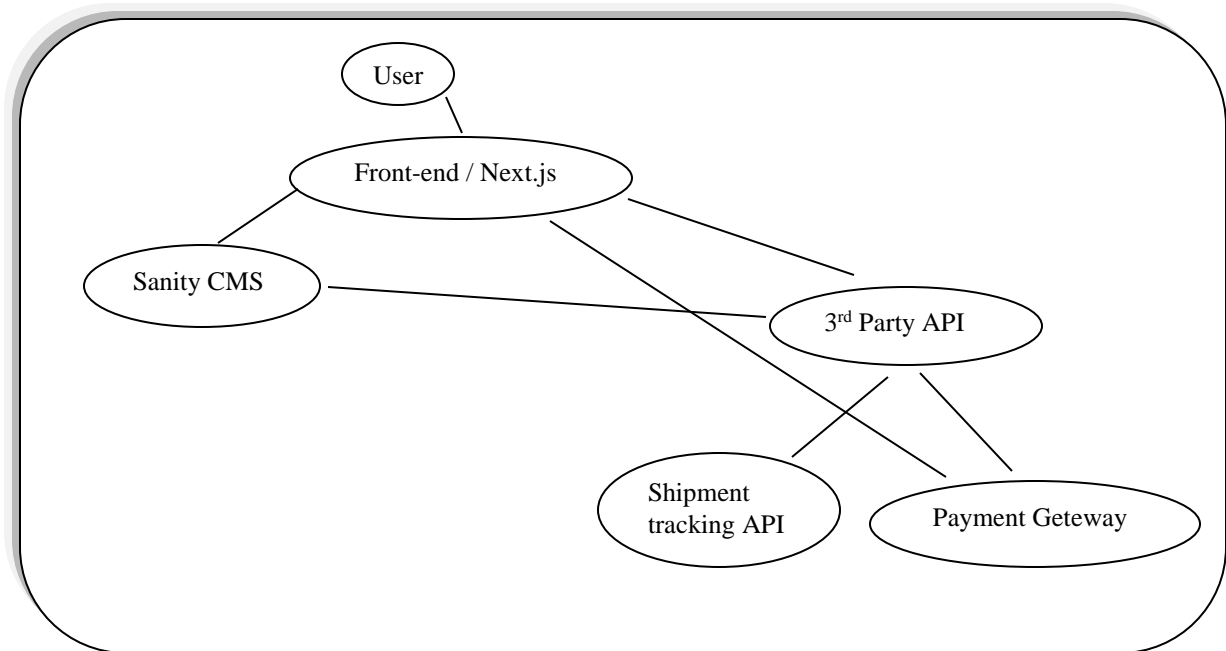 User
Front-end / Next.js
Sanity CMS
3rd Party API
Shipment
tracking API
Payment Geteway